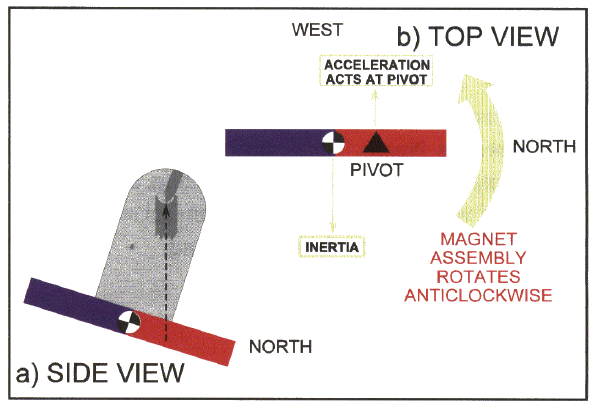 WEST
b) TOP VIEW
ACCELERATION
ACTS AT PIVOT
NORTH
PIVOT
INERTIA
MAGNET
ASSEMBLY
ROTATES
ANTICLOCKWISE
NORTH
a) SIDE VIEW